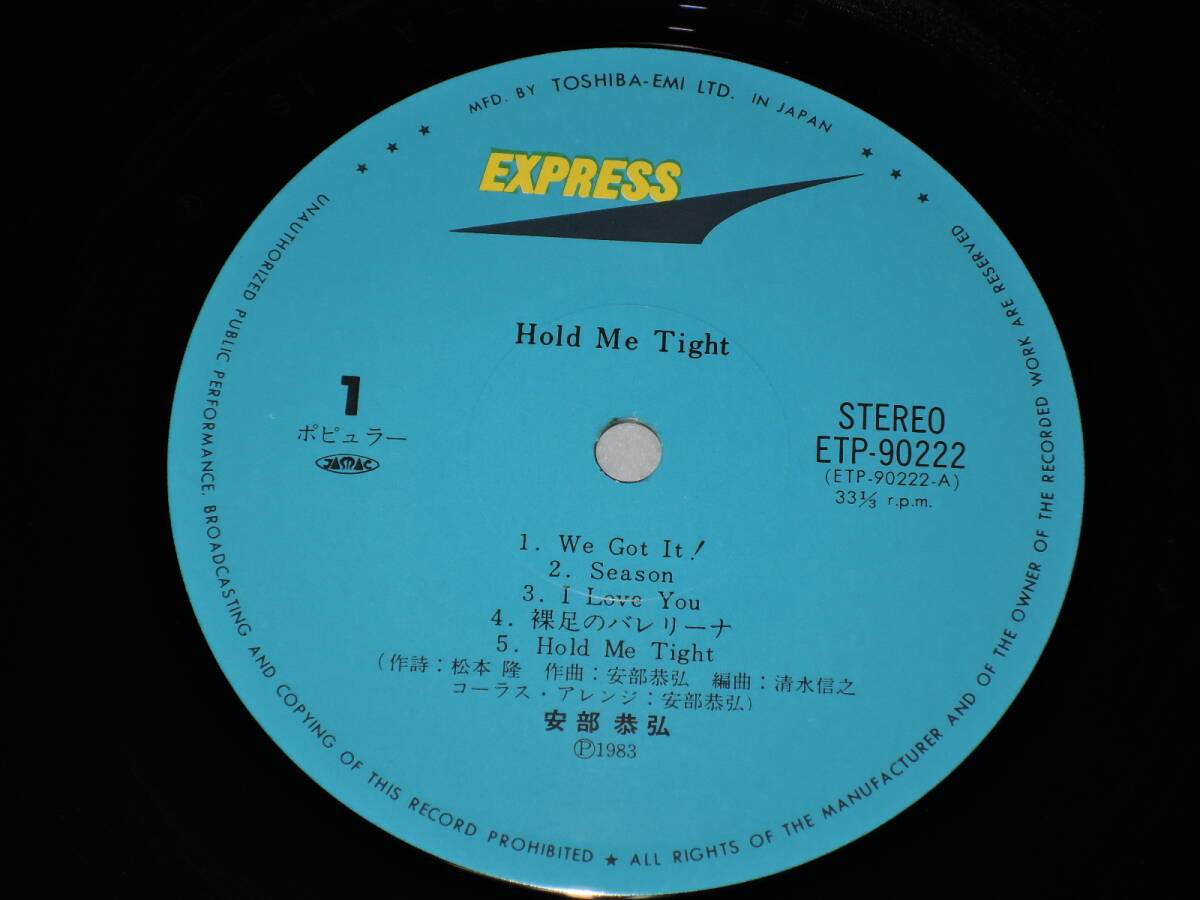 MFD. BY TOSHIBA-EMI LTD. IN JAPAN
EXPRESS
Hold Me Tight
1
ポピュラー
JASRAC
STEREO
ETP-90222
(ETP-90222-A)
33⅓ r.p.m.
1. We Got It!
2. Season
3. I Love You
4. 裸足のバレリーナ
5. Hold Me Tight
(作詩:松本 隆 作曲:安部恭弘 編曲:清水信之
コーラス・アレンジ:安部恭弘)
安部 恭弘
Ⓟ1983
UNAUTHORIZED PUBLIC PERFORMANCE, BROADCASTING AND COPYING OF THIS RECORD PROHIBITED ★ ALL RIGHTS OF THE MANUFACTURER AND OF THE OWNER OF THE RECORDED WORK ARE RESERVED